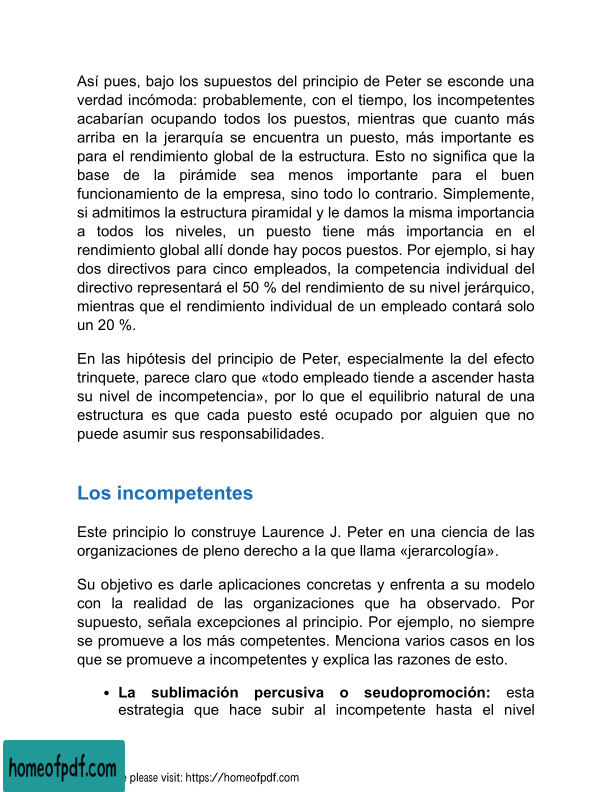 Así pues, bajo los supuestos del principio de Peter se esconde una
verdad incómoda: probablemente, con el tiempo, los incompetentes
acabarían ocupando todos los puestos, mientras que cuanto más
arriba en la jerarquía se encuentra un puesto, más importante es
para el rendimiento global de la estructura. Esto no significa que la
base de la pirámide sea menos importante para el buen
funcionamiento de la empresa, sino todo lo contrario. Simplemente,
si admitimos la estructura piramidal y le damos la misma importancia
a todos los niveles, un puesto tiene más importancia en el
rendimiento global allí donde hay pocos puestos. Por ejemplo, si hay
dos directivos para cinco empleados, la competencia individual del
directivo representará el 50 % del rendimiento de su nivel jerárquico,
mientras que el rendimiento individual de un empleado contará solo
un 20 %.
En las hipótesis del principio de Peter, especialmente la del efecto
trinquete, parece claro que «todo empleado tiende a ascender hasta
su nivel de incompetencia», por lo que el equilibrio natural de una
estructura es que cada puesto esté ocupado por alguien que no
puede asumir sus responsabilidades.
Los incompetentes
Este principio lo construye Laurence J. Peter en una ciencia de las
organizaciones de pleno derecho a la que llama «jerarcología».
Su objetivo es darle aplicaciones concretas y enfrenta a su modelo
con la realidad de las organizaciones que ha observado. Por
supuesto, señala excepciones al principio. Por ejemplo, no siempre
se promueve a los más competentes. Menciona varios casos en los
que se promueve a incompetentes y explica las razones de esto.
• La sublimación percusiva o seudopromoción: esta
estrategia que hace subir al incompetente hasta el nivel
homeofpdf.com
please visit: https://homeofpdf.com